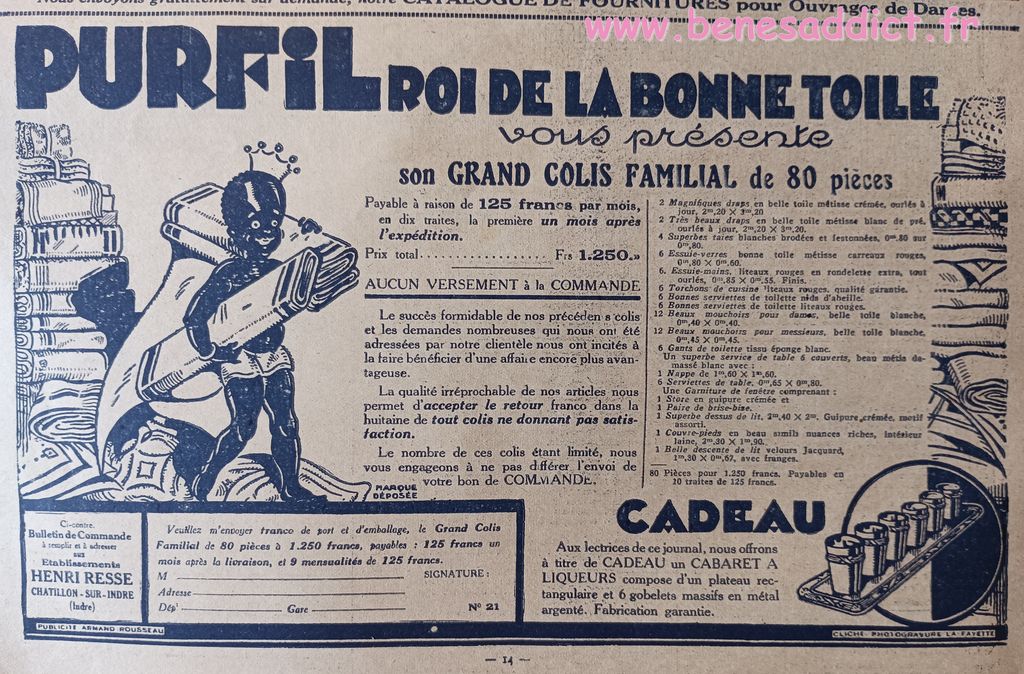 Nous envoyons gratuitement sur demande, notre CATALOGUE DE FOURNITURES pour Ouvrages de Dames.
www.benesaddict.fr
PURFIL ROI DE LA BONNE TOILE
vous présente
son GRAND COLIS FAMILIAL de 80 pièces
Payable à raison de 125 francs par mois,
en dix traites, la première un mois après
l'expédition.
Prix total.................... Frs 1.250.»
AUCUN VERSEMENT à la COMMANDE
Le succès formidable de nos précédents colis
et les demandes nombreuses qui nous ont été
adressées par notre clientèle nous ont incités à
la faire bénéficier d'une affaire encore plus avan-
tageuse.
La qualité irréprochable de nos articles nous
permet d'accepter le retour franco dans la
huitaine de tout colis ne donnant pas satis-
faction.
Le nombre de ces colis étant limité, nous
vous engageons à ne pas différer l'envoi de
votre bon de COMMANDE.
MARQUE
DÉPOSÉE
2 Magnifiques draps en belle toile métisse crémée, ourlés à
jour, 2m,20 X 3m,20
2 Très beaux draps en belle toile métisse blanc de pré,
ourlés à jour, 2m,20 X 3m,20.
4 Superbes taies blanches brodées et festonnées, 0m,80 sur
0m,80.
6 Essuie-verres bonne toile métisse carreaux rouges,
0m,80 X 0m,60.
6. Essuie-mains, liteaux rouges en rondelette extra, tout
ourlés, 0m,85 X 0m,55. Finis.
6 Torchons de cuisine liteaux rouges, qualité garantie.
6 Bonnes serviettes de toilette nids d'abeille.
6 Bonnes serviettes de toilette liteaux rouges.
12 Beaux mouchoirs pour dames, belle toile blanche,
0m,40 X 0m,40.
12 Beaux mouchoirs pour messieurs, belle toile blanche,
0m,45 X 0m,45.
6 Gants de toilette tissu éponge blanc.
Un superbe service de table 6 couverts, beau métis da-
massé blanc avec :
1 Nappe de 1m,60 X 1m,60.
6 Serviettes de table, 0m,65 X 0m,80.
Une Garniture de fenêtre comprenant :
1 Store en guipure crémée et
1 Paire de brise-bise.
1 Superbe dessus de lit, 2m,40 X 2m. Guipure crémée, motif
assorti.
1 Couvre-pieds en beau simili nuances riches, intérieur
laine, 2m,30 X 1m,90.
1 Belle descente de lit velours Jacquard,
1m,30 X 0m,67, avec franges.
80 Pièces pour 1.250 francs. Payables en
10 traites de 125 francs.
CADEAU
Aux lectrices de ce journal, nous offrons
à titre de CADEAU un CABARET A
LIQUEURS composé d'un plateau rec-
tangulaire et 6 gobelets massifs en métal
argenté. Fabrication garantie.
Ci-contre,
Bulletin de Commande
à remplir et à adresser
aux
Etablissements
HENRI RESSE
CHATILLON-SUR-INDRE
(Indre)
Veuillez m'envoyer franco de port et d'emballage, le Grand Colis
Familial de 80 pièces à 1.250 francs, payables : 125 francs un
mois après la livraison, et 9 mensualités de 125 francs.
M SIGNATURE :
Adresse
Dépt Gare No 21
PUBLICITÉ ARMAND ROUSSEAU
CLICHÉ PHOTOGRAVURE LA FAYETTE
— 14 —